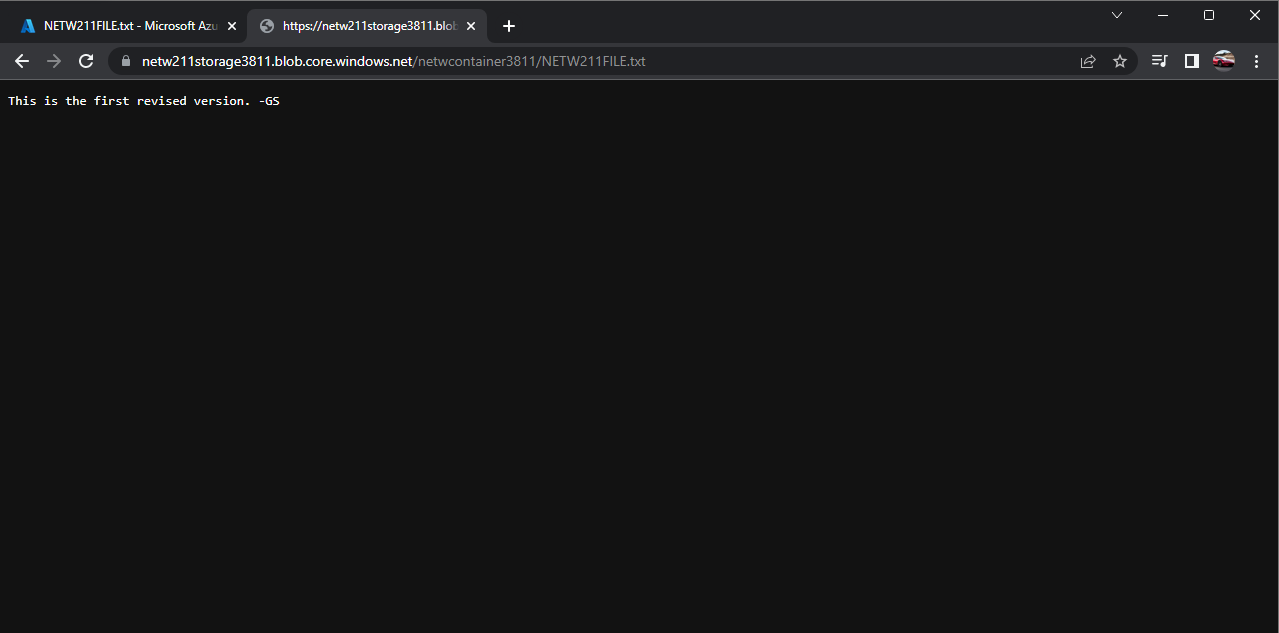 NETW211FILE.txt - Microsoft Azu
https://netw211storage3811.blob
netw211storage3811.blob.core.windows.net/netwcontainer3811/NETW211FILE.txt
This is the first revised version. -GS